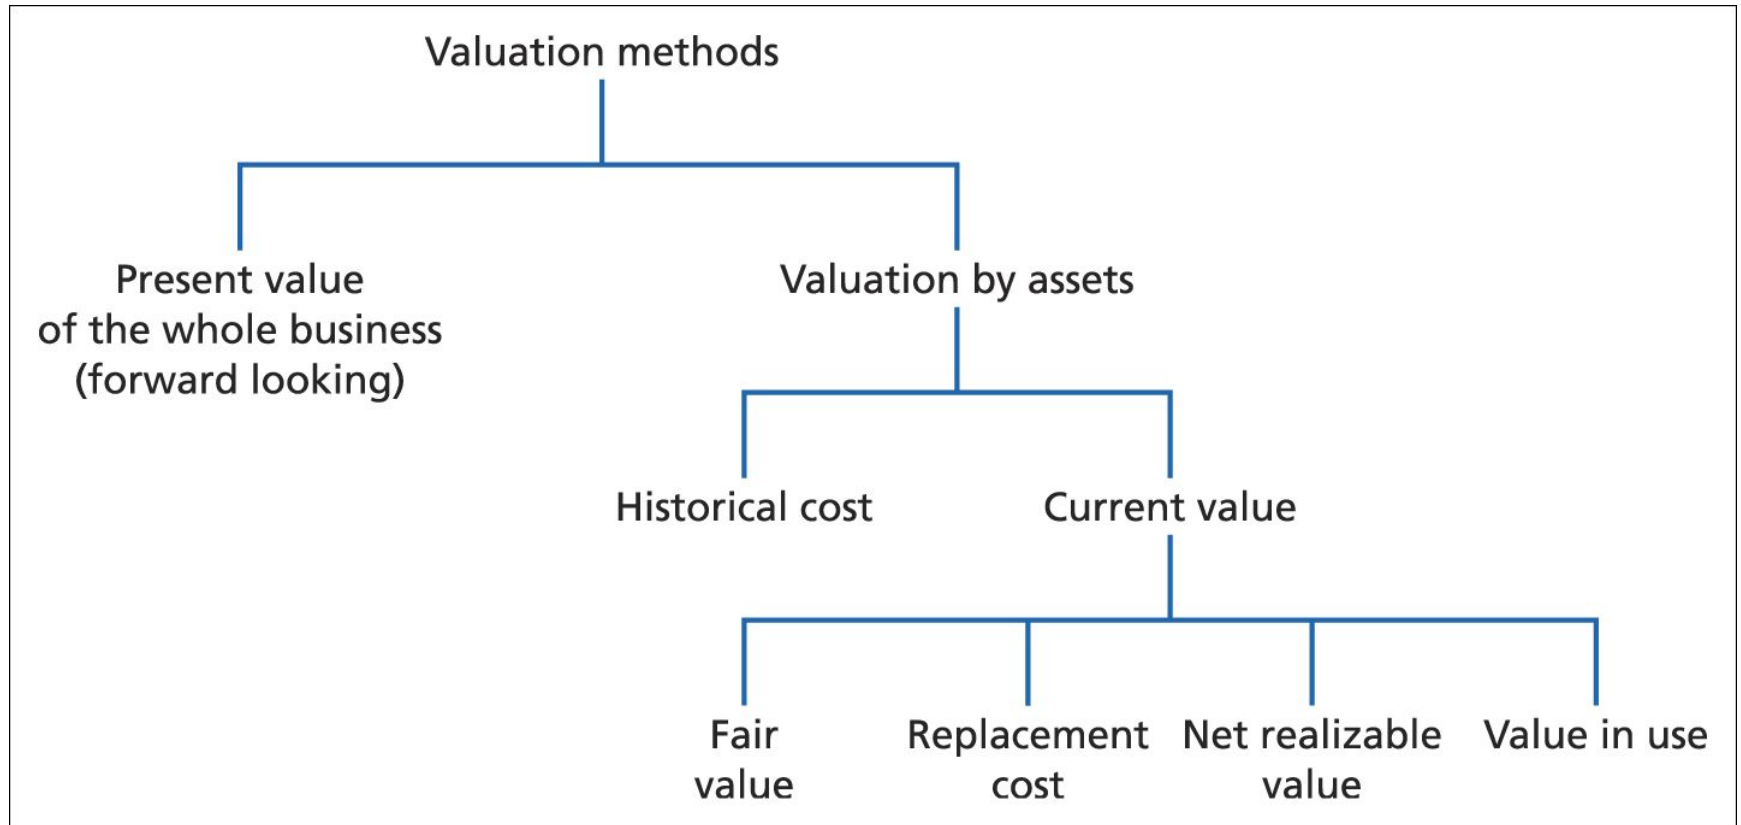 Valuation methods
Present value
of the whole business
(forward looking)
Valuation by assets
Historical cost
Current value
Fair
value
Replacement
cost
Net realizable
value
Value in use